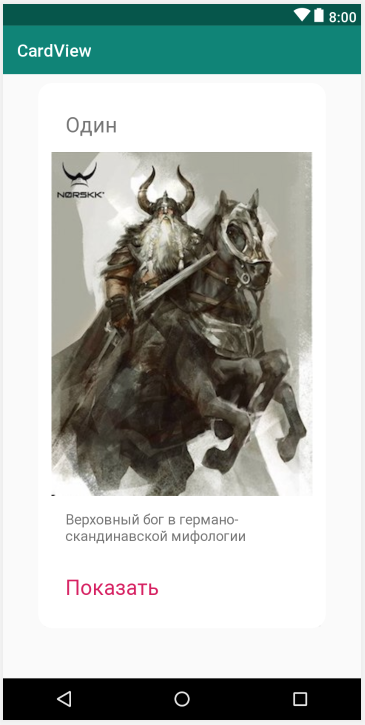 8:00
CardView
Один
NØRSKK
Верховный бог в германо-
скандинавской мифологии
Показать